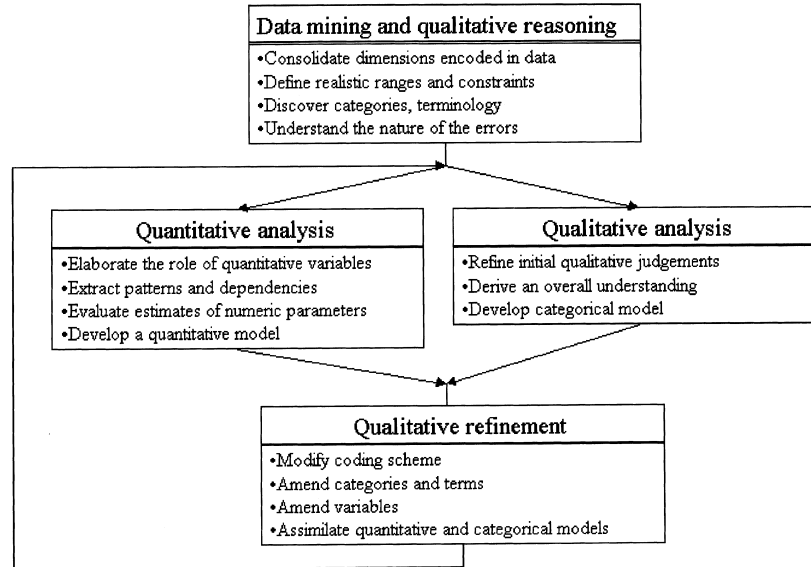 Data mining and qualitative reasoning
•Consolidate dimensions encoded in data
•Define realistic ranges and constraints
•Discover categories, terminology
•Understand the nature of the errors
Quantitative analysis
•Elaborate the role of quantitative variables
•Extract patterns and dependencies
•Evaluate estimates of numeric parameters
•Develop a quantitative model
Qualitative analysis
•Refine initial qualitative judgements
•Derive an overall understanding
•Develop categorical model
Qualitative refinement
•Modify coding scheme
•Amend categories and terms
•Amend variables
•Assimilate quantitative and categorical models